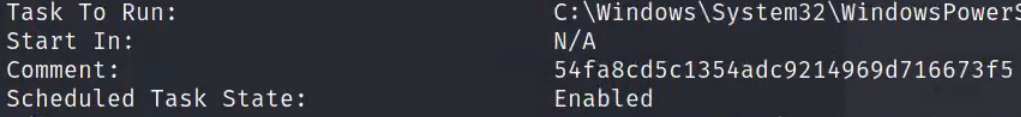 Task To Run: C:\Windows\System32\WindowsPowerS
Start In: N/A
Comment: 54fa8cd5c1354adc9214969d716673f5
Scheduled Task State: Enabled